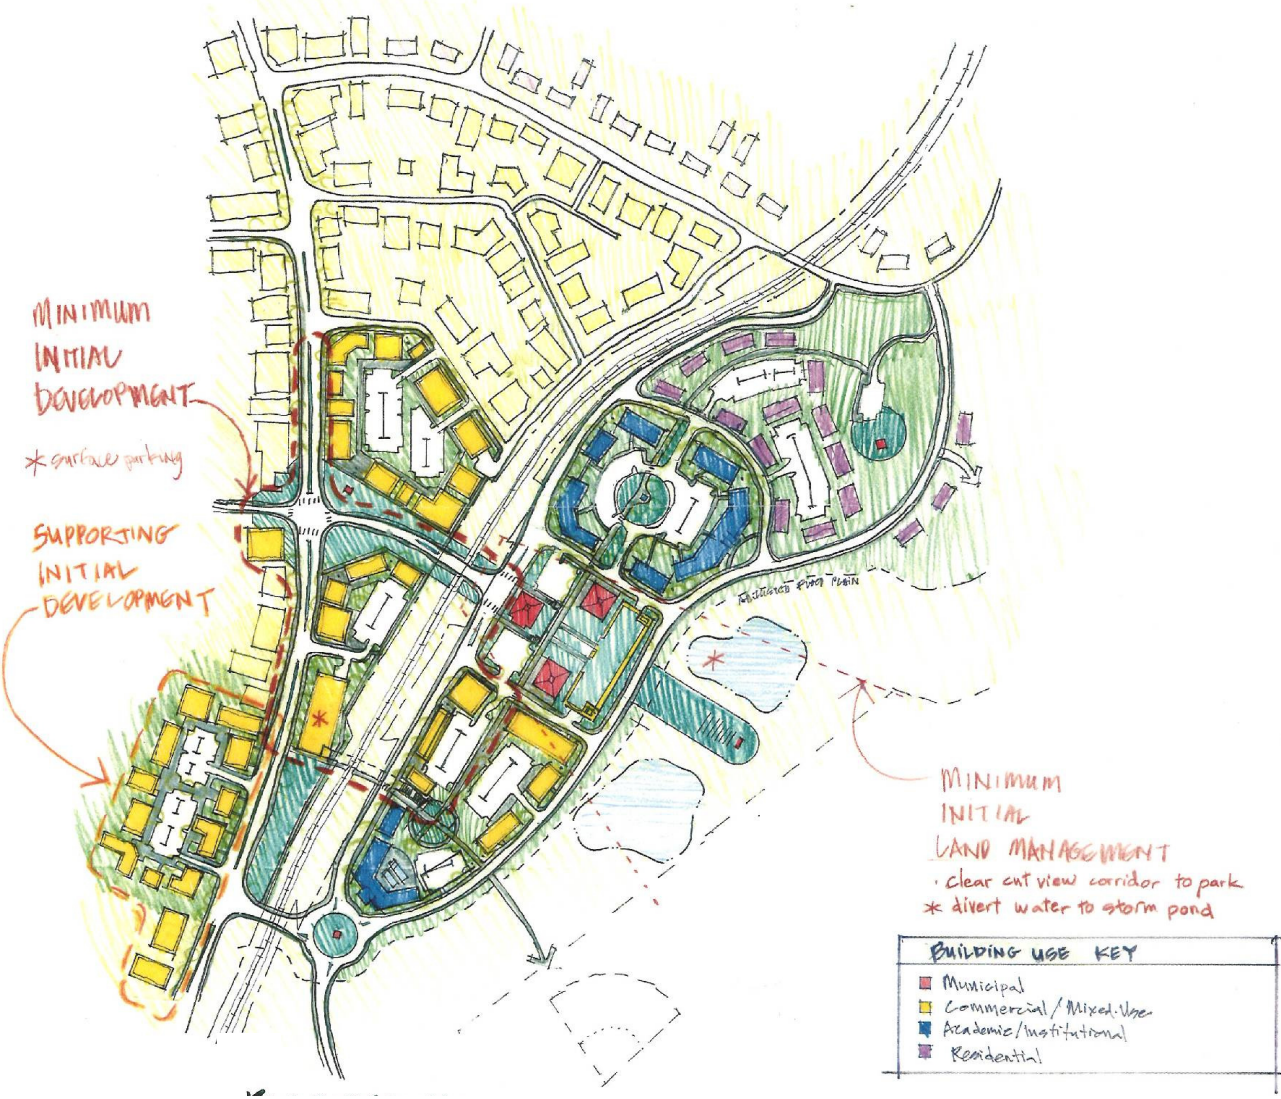 MINIMUM
INITIAL
DEVELOPMENT
* surface parking
SUPPORTING
INITIAL
DEVELOPMENT
PLAIN
MINIMUM
INITIAL
LAND MANAGEMENT
· clear cut view corridor to park
* divert water to storm pond
BUILDING USE KEY
Municipal
Commercial/Mixed-Use
Academic/Institutional
Residential